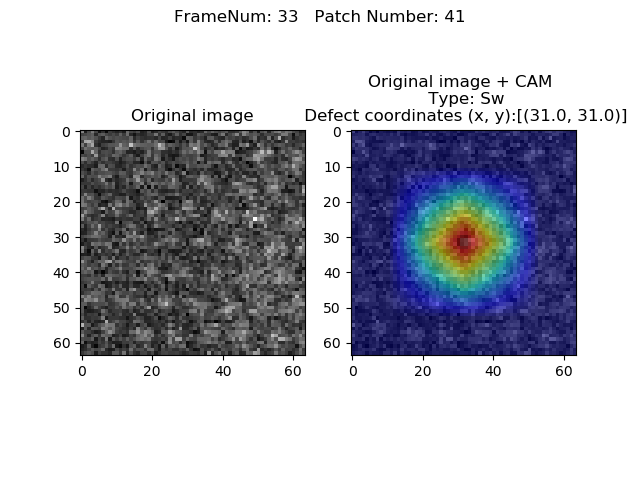 FrameNum: 33   Patch Number: 41
Original image
0
10
20
30
40
50
60
0 20 40 60
Original image + CAM
Type: Sw
Defect coordinates (x, y):[(31.0, 31.0)]
0
10
20
30
40
50
60
0 20 40 60